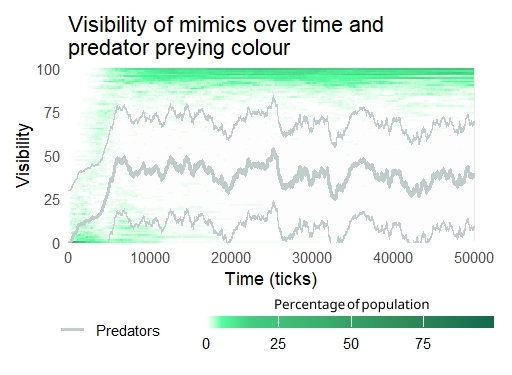 Visibility of mimics over time and
predator preying colour
100
75
50
25
0
Visibility
0 10000 20000 30000 40000 50000
Time (ticks)
Percentage of population
Predators
0 25 50 75